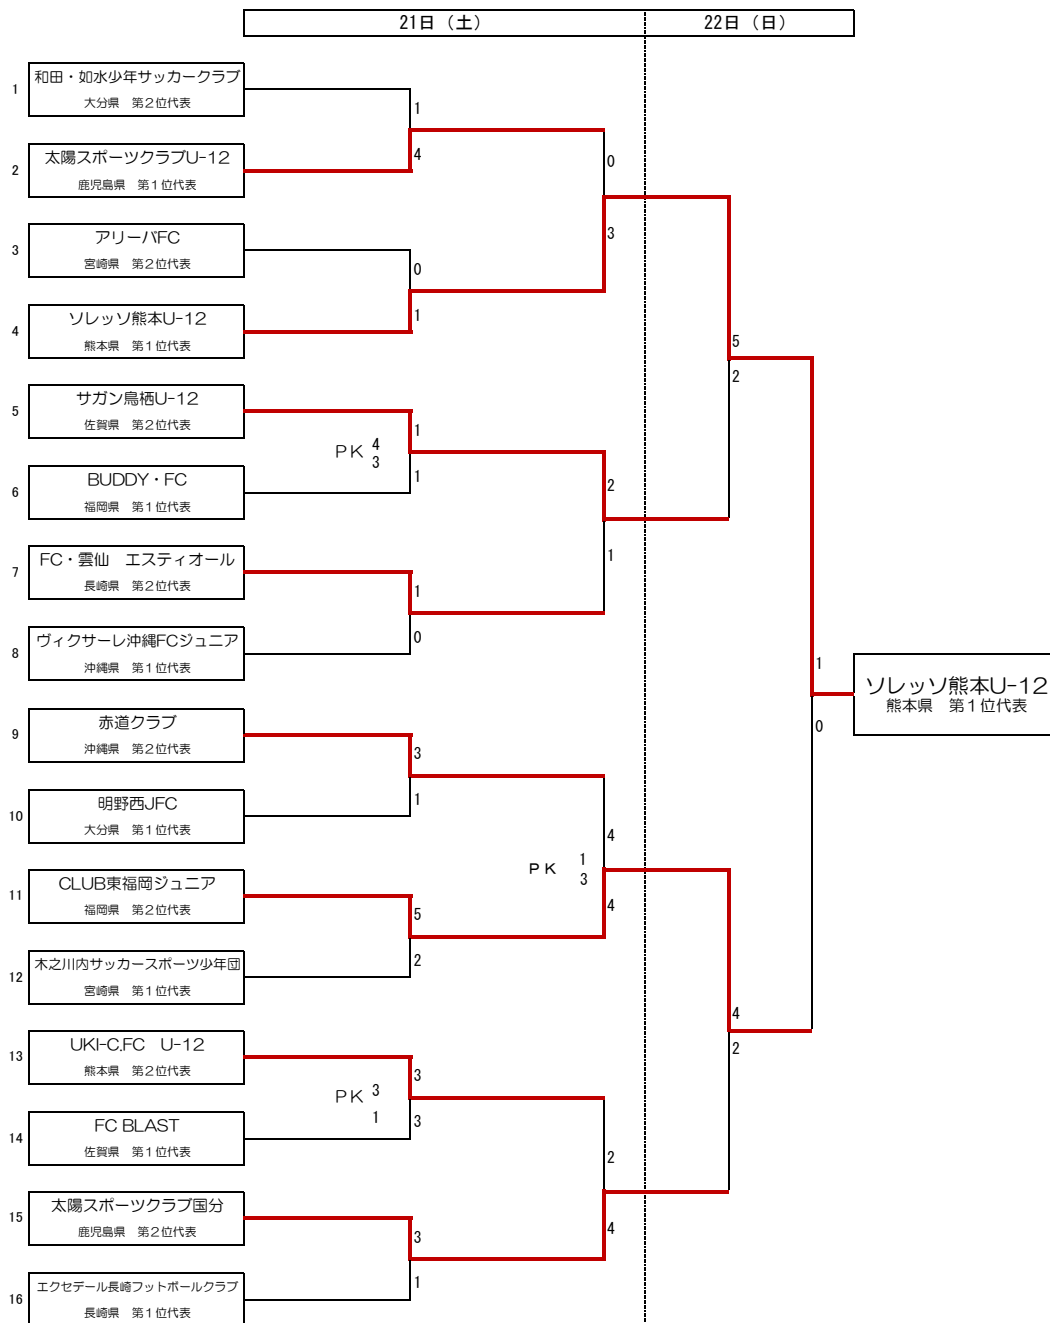 21日（土）
22日（日）
1
和田・如水少年サッカークラブ
大分県　第２位代表
1
4
2
太陽スポーツクラブU-12
鹿児島県　第１位代表
0
3
3
アリーバFC
宮崎県　第２位代表
0
1
4
ソレッソ熊本U-12
熊本県　第１位代表
5
2
5
サガン鳥栖U-12
佐賀県　第２位代表
1
PK 4
3
1
6
BUDDY・FC
福岡県　第１位代表
2
1
7
FC・雲仙　エスティオール
長崎県　第２位代表
1
0
8
ヴィクサーレ沖縄FCジュニア
沖縄県　第１位代表
1
0
ソレッソ熊本U-12
熊本県　第１位代表
9
赤道クラブ
沖縄県　第２位代表
3
1
10
明野西JFC
大分県　第１位代表
4
PK 1
3
4
11
CLUB東福岡ジュニア
福岡県　第２位代表
5
2
12
木之川内サッカースポーツ少年団
宮崎県　第１位代表
4
2
13
UKI-C.FC　U-12
熊本県　第２位代表
3
PK 3
1
3
14
FC BLAST
佐賀県　第１位代表
2
4
15
太陽スポーツクラブ国分
鹿児島県　第２位代表
3
1
16
エクセデール長崎フットボールクラブ
長崎県　第１位代表